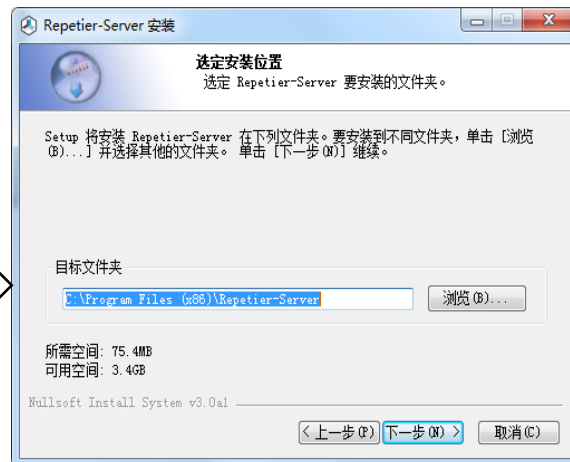 Repetier-Server 安装
选定安装位置
选定 Repetier-Server 要安装的文件夹。
Setup 将安装 Repetier-Server 在下列文件夹。要安装到不同文件夹，单击 [浏览
(B)...] 并选择其他的文件夹。 单击 [下一步(N)] 继续。
目标文件夹
C:\Program Files (x86)\Repetier-Server
浏览(B)...
所需空间: 75.4MB
可用空间: 3.4GB
Nullsoft Install System v3.0a1
< 上一步(P)
下一步(N) >
取消(C)